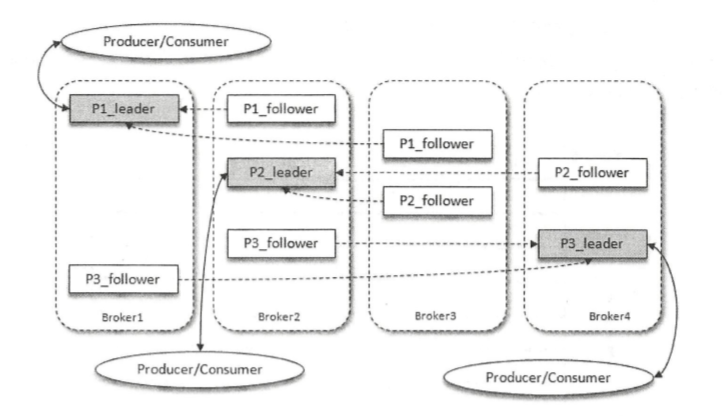 Producer/Consumer
P1_leader
P1_follower
P1_follower
P2_leader
P2_follower
P2_follower
P3_follower
P3_leader
P3_follower
Broker1
Broker2
Broker3
Broker4
Producer/Consumer
Producer/Consumer